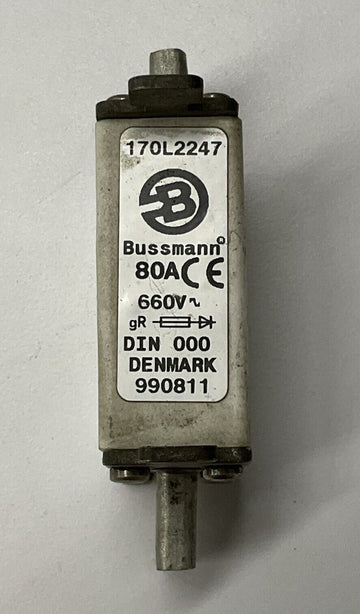 170L2247
B
Bussmann®
80A CE
660V~
gR
DIN 000
DENMARK
990811